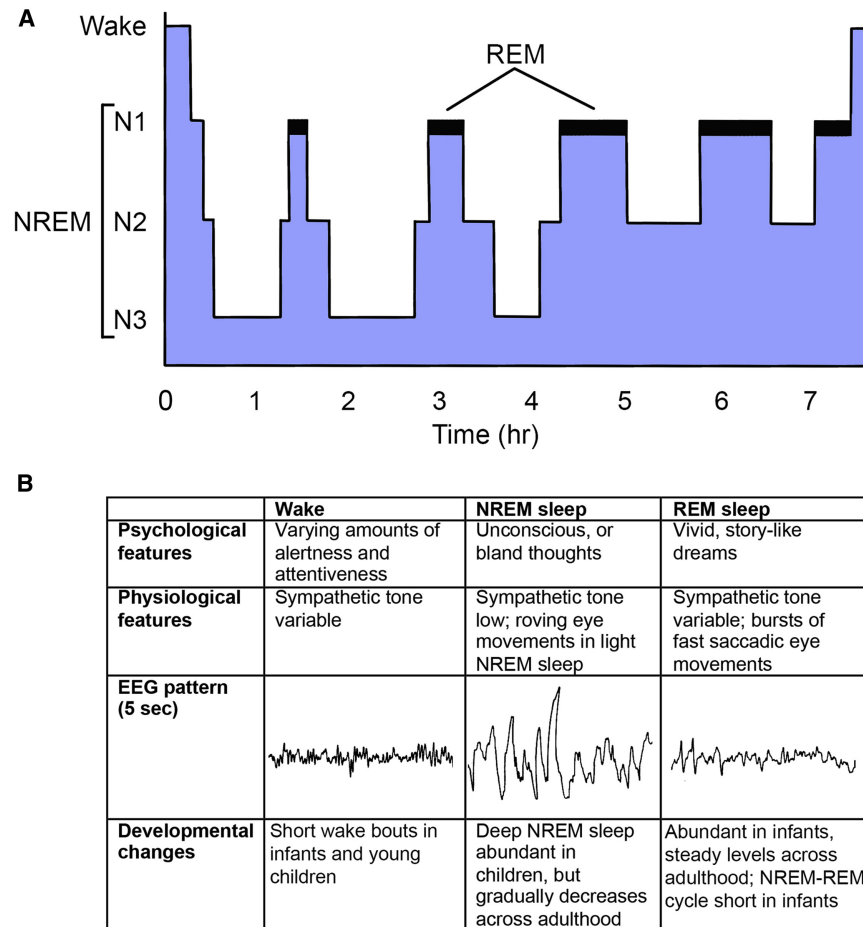 A
Wake
REM
N1
NREM
N2
N3
0 1 2 3 4 5 6 7
Time (hr)
B
Wake NREM sleep REM sleep
Psychological features
Varying amounts of
alertness and
attentiveness
Unconscious, or
bland thoughts
Vivid, story-like
dreams
Physiological
features
Sympathetic tone
variable
Sympathetic tone
low; roving eye
movements in light
NREM sleep
Sympathetic tone
variable; bursts of
fast saccadic eye
movements
EEG pattern
(5 sec)
Developmental
changes
Short wake bouts in
infants and young
children
Deep NREM sleep
abundant in
children, but
gradually decreases
across adulthood
Abundant in infants,
steady levels across
adulthood; NREM-REM
cycle short in infants